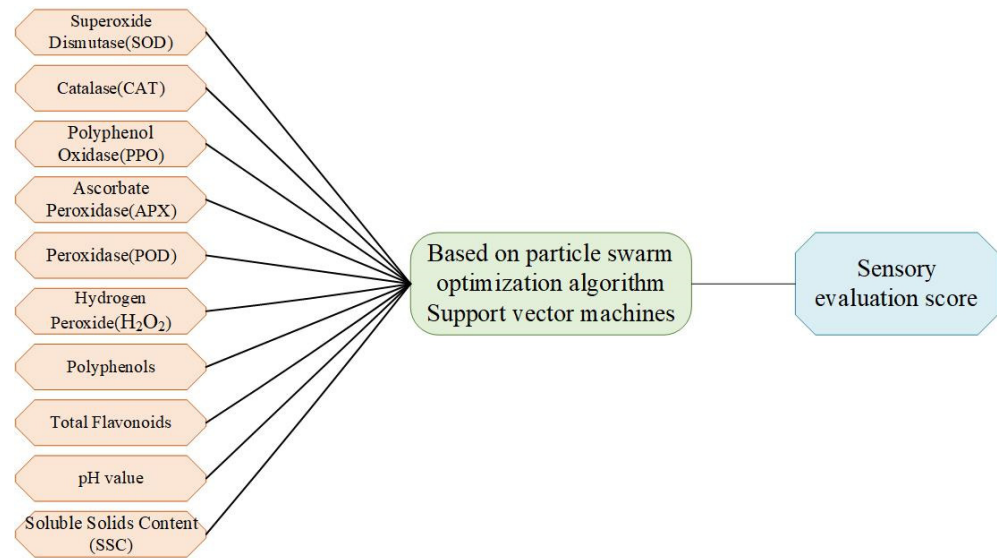 Superoxide
Dismutase(SOD)
Catalase(CAT)
Polyphenol
Oxidase(PPO)
Ascorbate
Peroxidase(APX)
Peroxidase(POD)
Hydrogen
Peroxide(H₂O₂)
Polyphenols
Total Flavonoids
pH value
Soluble Solids Content
(SSC)
Based on particle swarm
optimization algorithm
Support vector machines
Sensory
evaluation score